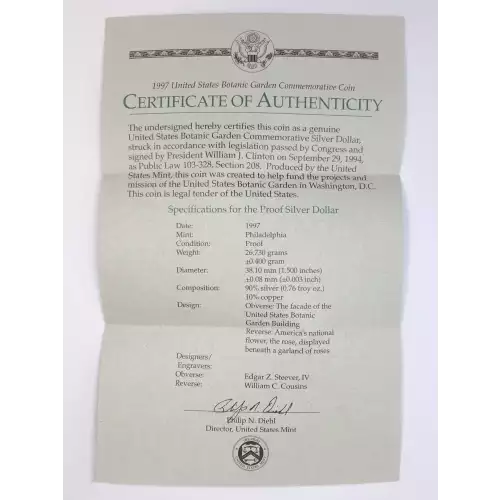 1997 United States Botanic Garden Commemorative Coin
CERTIFICATE OF AUTHENTICITY
The undersigned hereby certifies this coin as a genuine
United States Botanic Garden Commemorative Silver Dollar,
struck in accordance with legislation passed by Congress and
signed by President William J. Clinton on September 29, 1994,
as Public Law 103-328, Section 208. Produced by the United
States Mint, this coin was created to help fund the projects and
mission of the United States Botanic Garden in Washington, D.C.
This coin is legal tender of the United States.
Specifications for the Proof Silver Dollar
Date: 1997
Mint: Philadelphia
Condition: Proof
Weight: 26.730 grams
±0.400 gram
Diameter: 38.10 mm (1.500 inches)
±0.08 mm (±0.003 inch)
Composition: 90% silver (0.76 troy oz.)
10% copper
Design: Obverse: The facade of the
United States Botanic
Garden Building
Reverse: America's national
flower, the rose, displayed
beneath a garland of roses
Designers/
Engravers:
Obverse: Edgar Z. Steever, IV
Reverse: William C. Cousins
Philip N. Diehl
Philip N. Diehl
Director, United States Mint